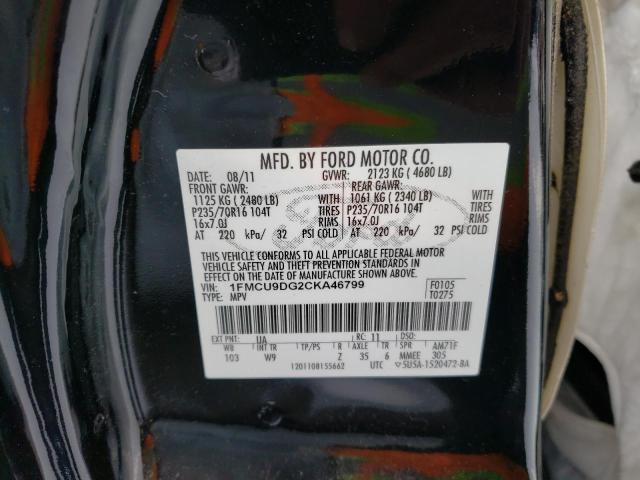 MFD. BY FORD MOTOR CO.
DATE: 08/11 GVWR: 2123 KG ( 4680 LB)
FRONT GAWR: REAR GAWR:
1125 KG ( 2480 LB) WITH 1061 KG ( 2340 LB) WITH
P235/70R16 104T TIRES P235/70R16 104T TIRES
16x7.0J RIMS 16x7.0J RIMS
AT 220 kPa/ 32 PSI COLD AT 220 kPa/ 32 PSI COLD
THIS VEHICLE CONFORMS TO ALL APPLICABLE FEDERAL MOTOR
VEHICLE SAFETY AND THEFT PREVENTION STANDARDS IN EFFECT
ON THE DATE OF MANUFACTURE SHOWN ABOVE.
VIN: 1FMCU9DG2CKA46799 F0105
TYPE: MPV T0275
EXT PNT: UA RC: 11 DSO:
WB INT TR TP/PS R AXLE TR SPR AM71F
103 W9 Z 35 6 MMEE 305
1201108155662 UTC 5U5A-1520472-BA